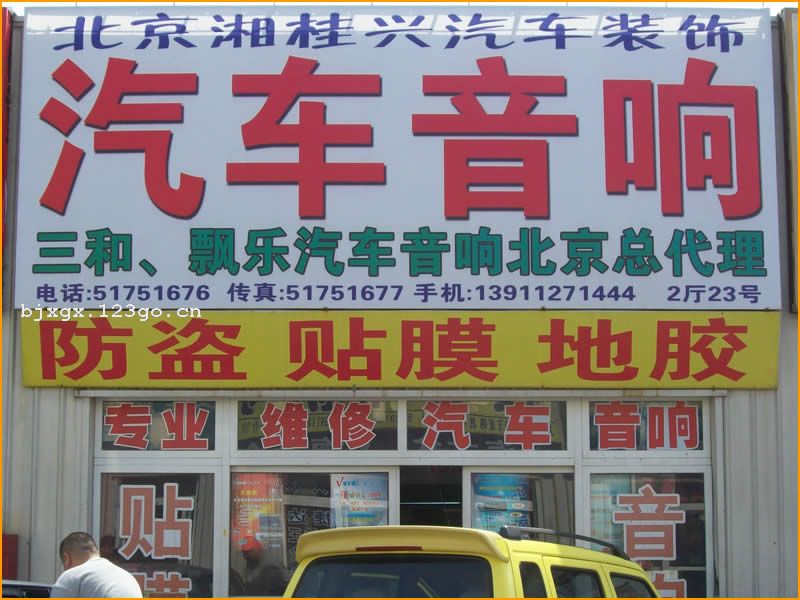 北京湘桂兴汽车装饰
汽车音响
三和、飘乐汽车音响北京总代理
电话:51751676 传真:51751677 手机:13911271444 2厅23号
bjxgx.123go.cn
防盗 贴膜 地胶
专业 维修 汽车 音响
贴膜
音响